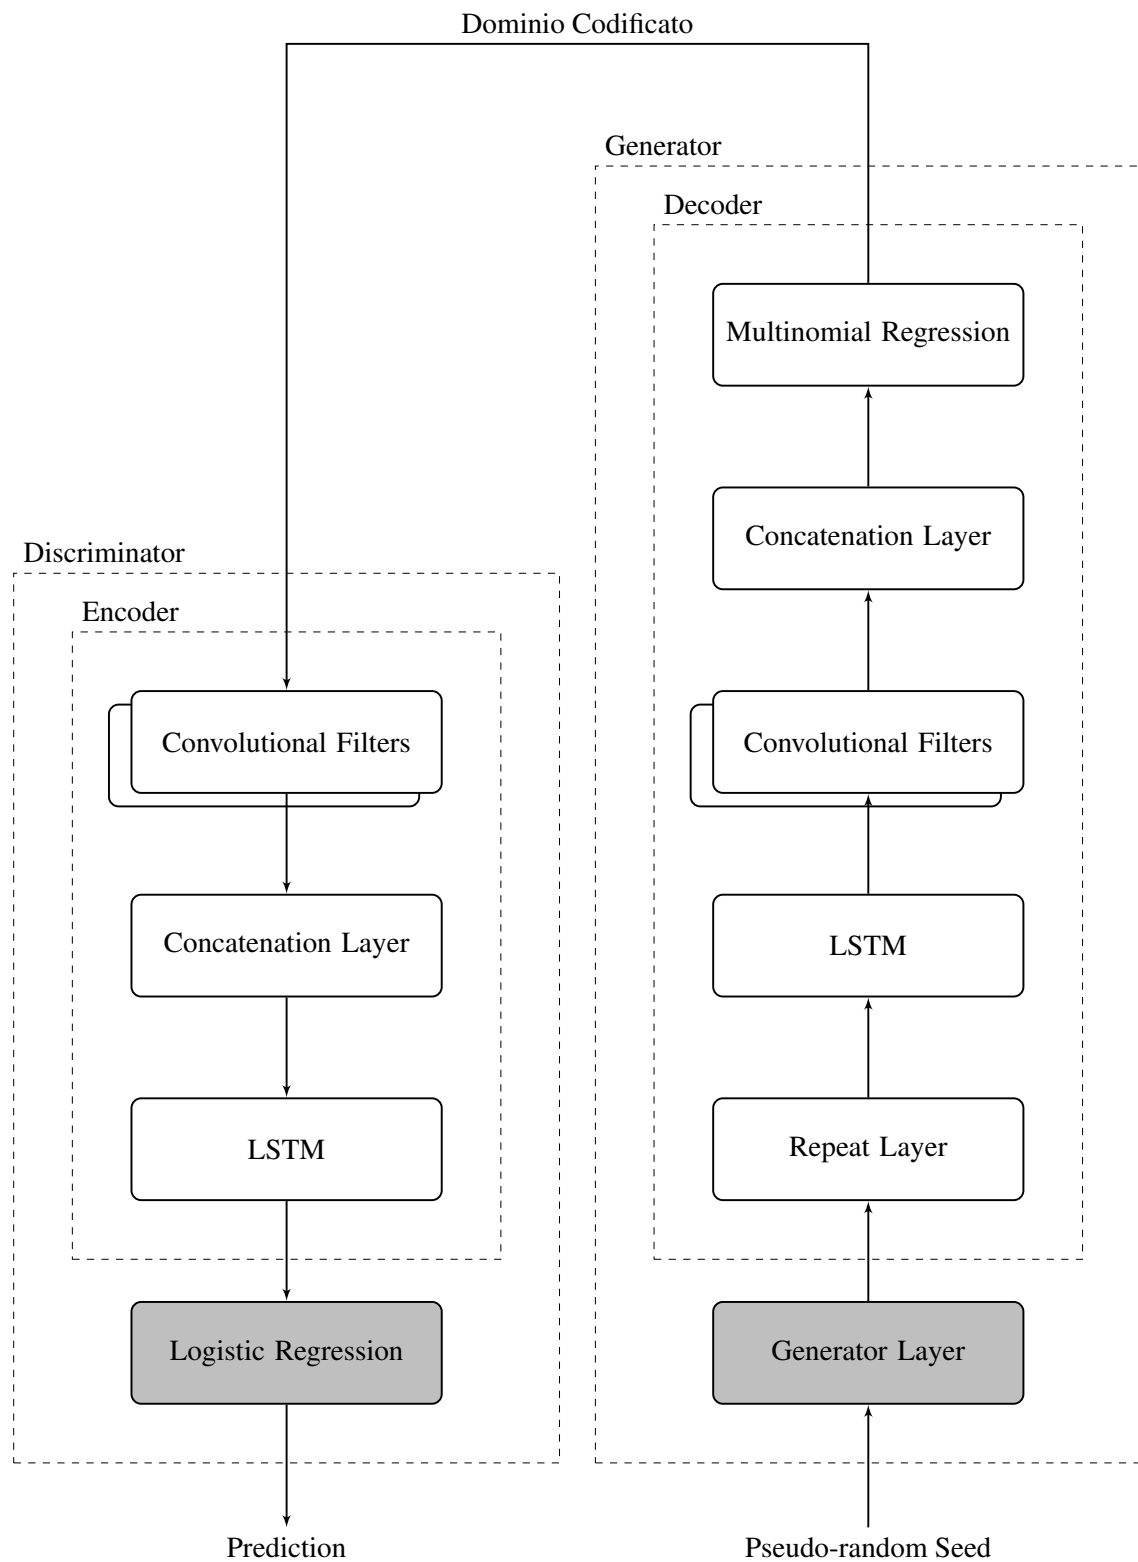 Dominio Codificato
Generator
Decoder
Multinomial Regression
Concatenation Layer
Discriminator
Encoder
Convolutional Filters
Convolutional Filters
Concatenation Layer
LSTM
LSTM
Repeat Layer
Logistic Regression
Generator Layer
Prediction
Pseudo-random Seed